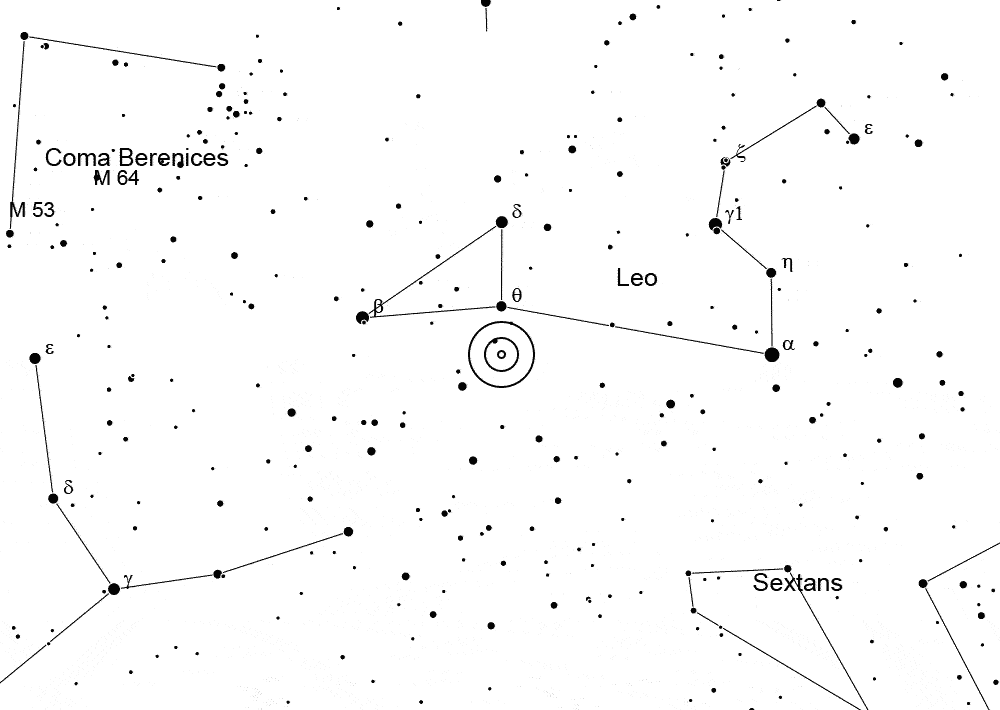 ε
Coma Berenices
ζ
M 64
M 53
δ
γ1
η
Leo
θ
β
α
ε
δ
γ
Sextans